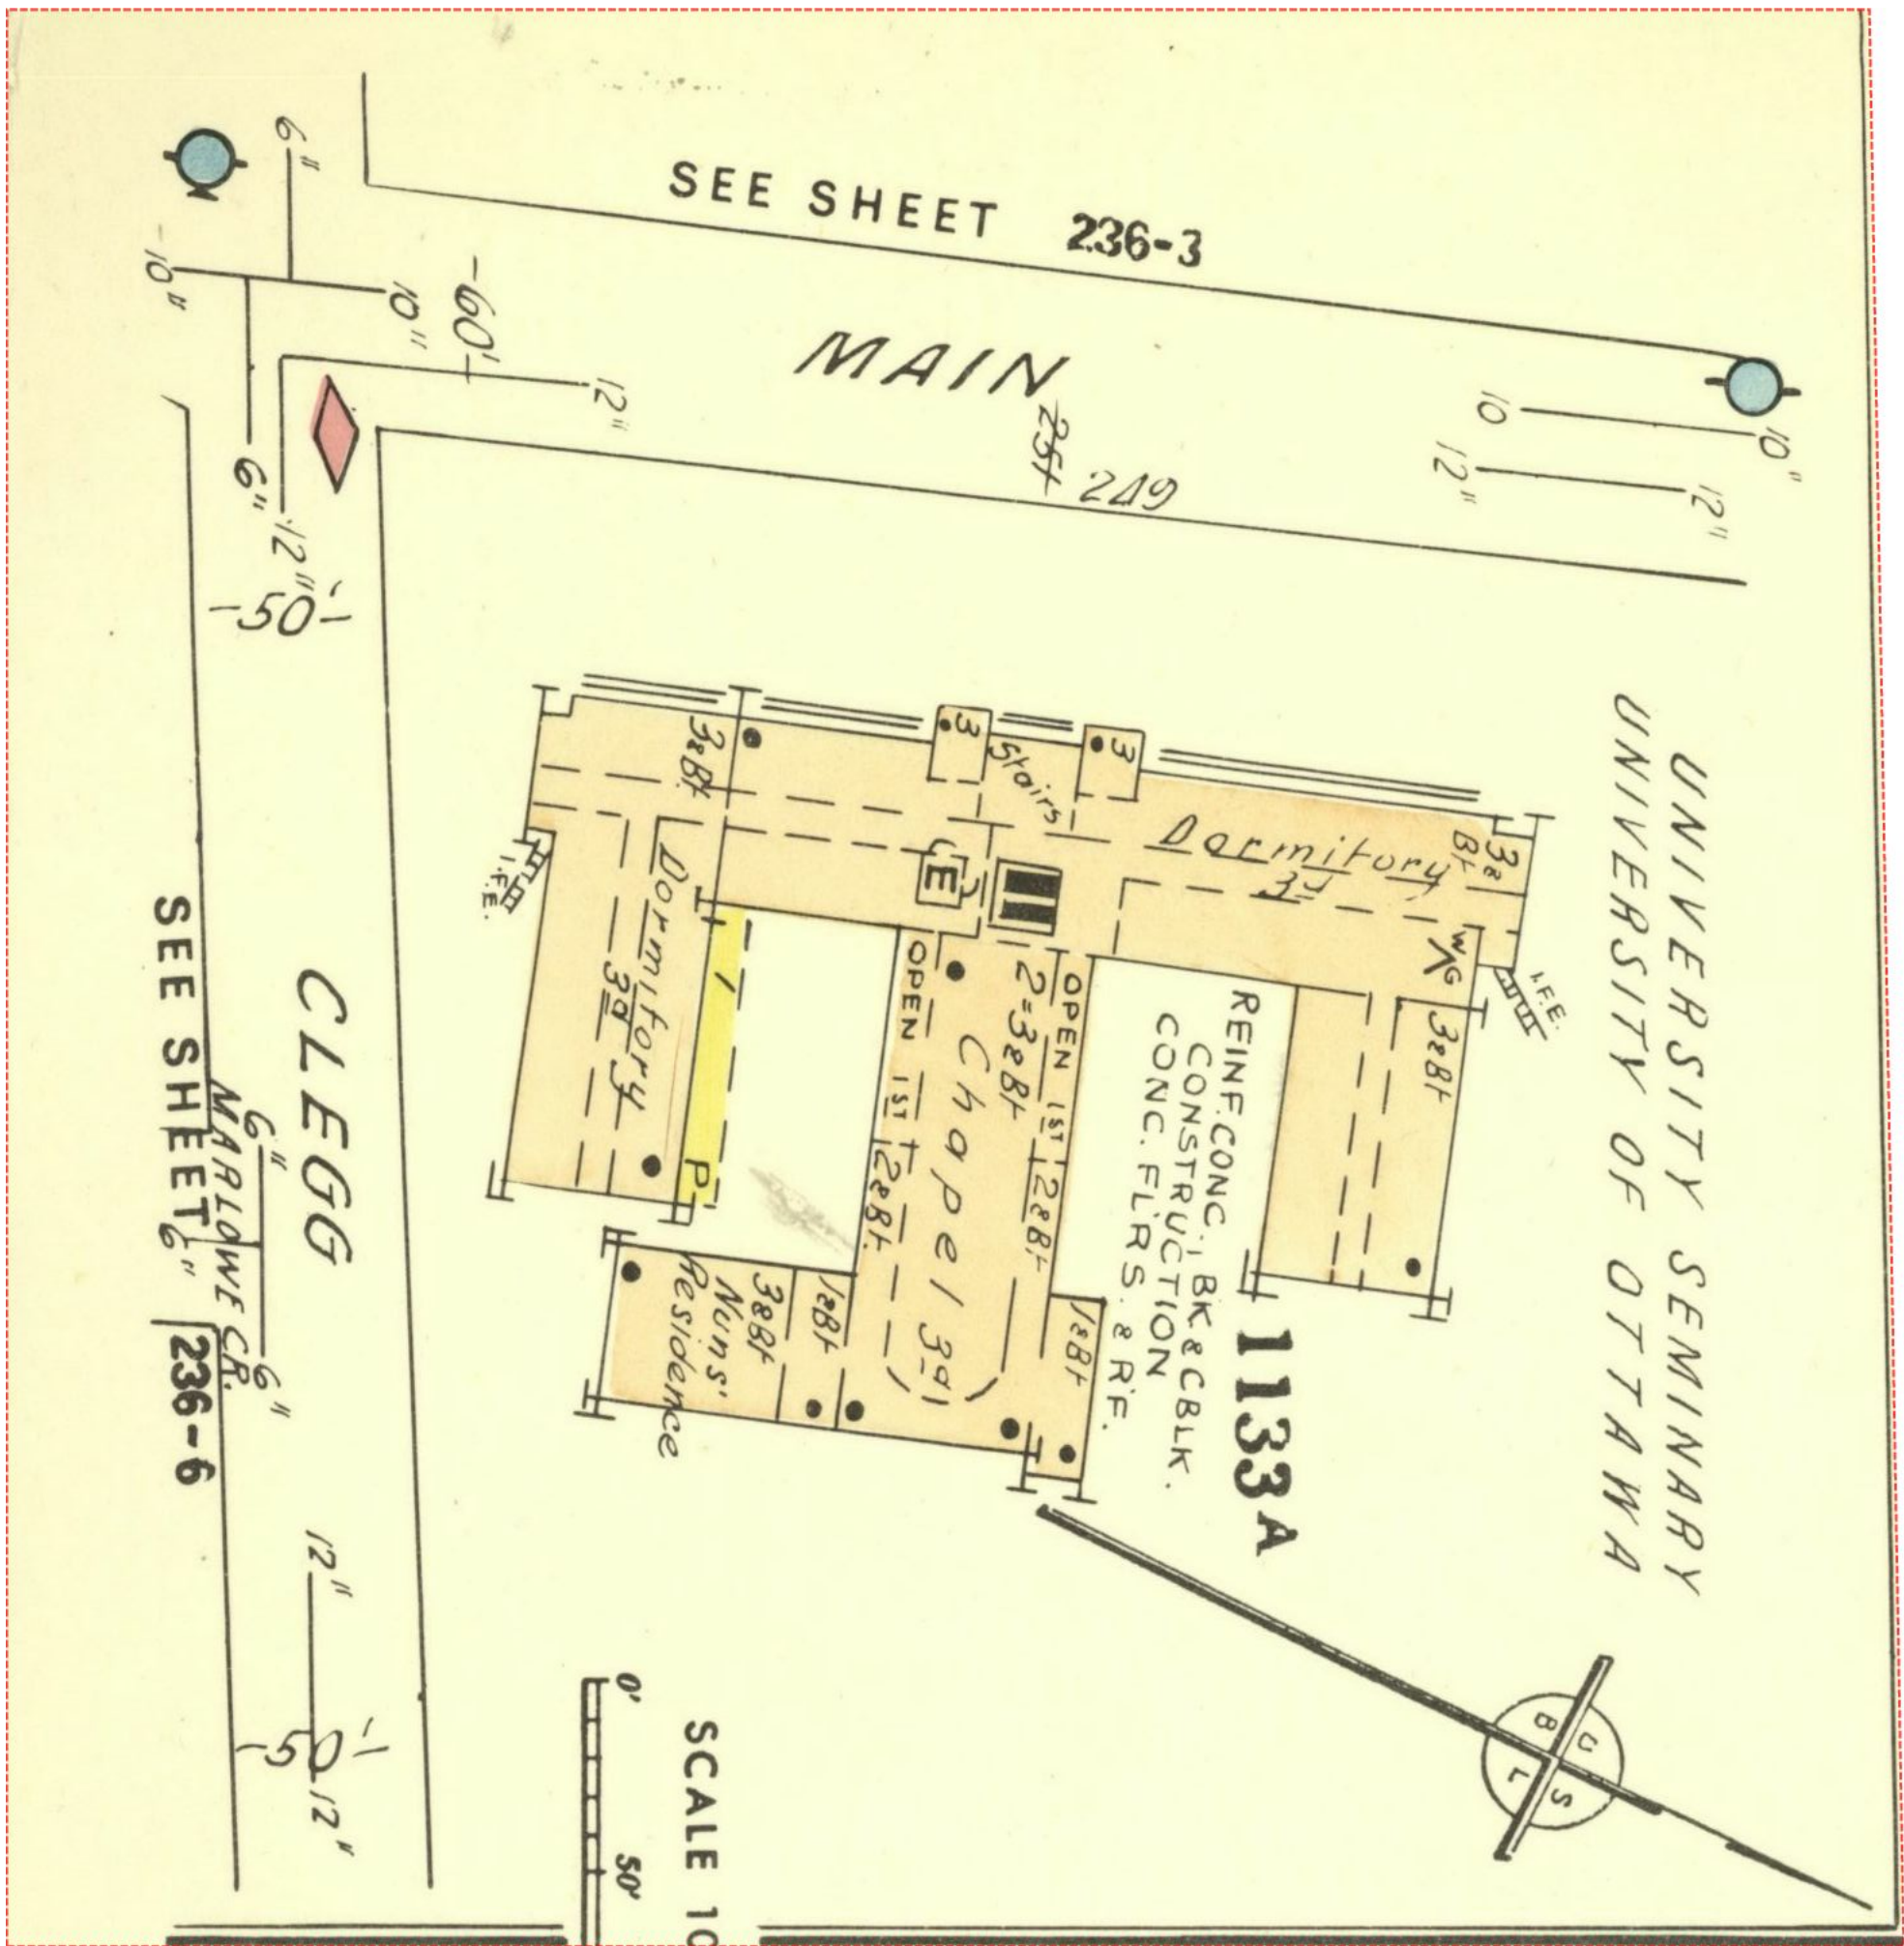 SEE SHEET 236-3
6"
10"
10"
-60'-
12"
MAIN
251 249
10
10"
12"
12"
6"
12"
-50'-
UNIVERSITY SEMINARY
UNIVERSITY OF OTTAWA
3&Bt.
3
Stairs
3
Dormitory
3d
3&
Bt
E
W G
I.F.E.
I.F.E.
Dormitory
3d
1
P
OPEN 1ST
2&Bt.
Chapel 3d
2=3&Bt
OPEN 1ST
2&Bt
3&Bt
REINF. CONC., BK & C BLK.
CONSTRUCTION
CONC. FLRS. & RF.
1133A
1&Bt
1&Bt
3&Bt
Nuns'
Residence
CLEGG
SEE SHEET 236-6
MARLOWE CR.
6"
6"
6"
12"
-50'-
12"
SCALE 10
0'
50'
B U
L S